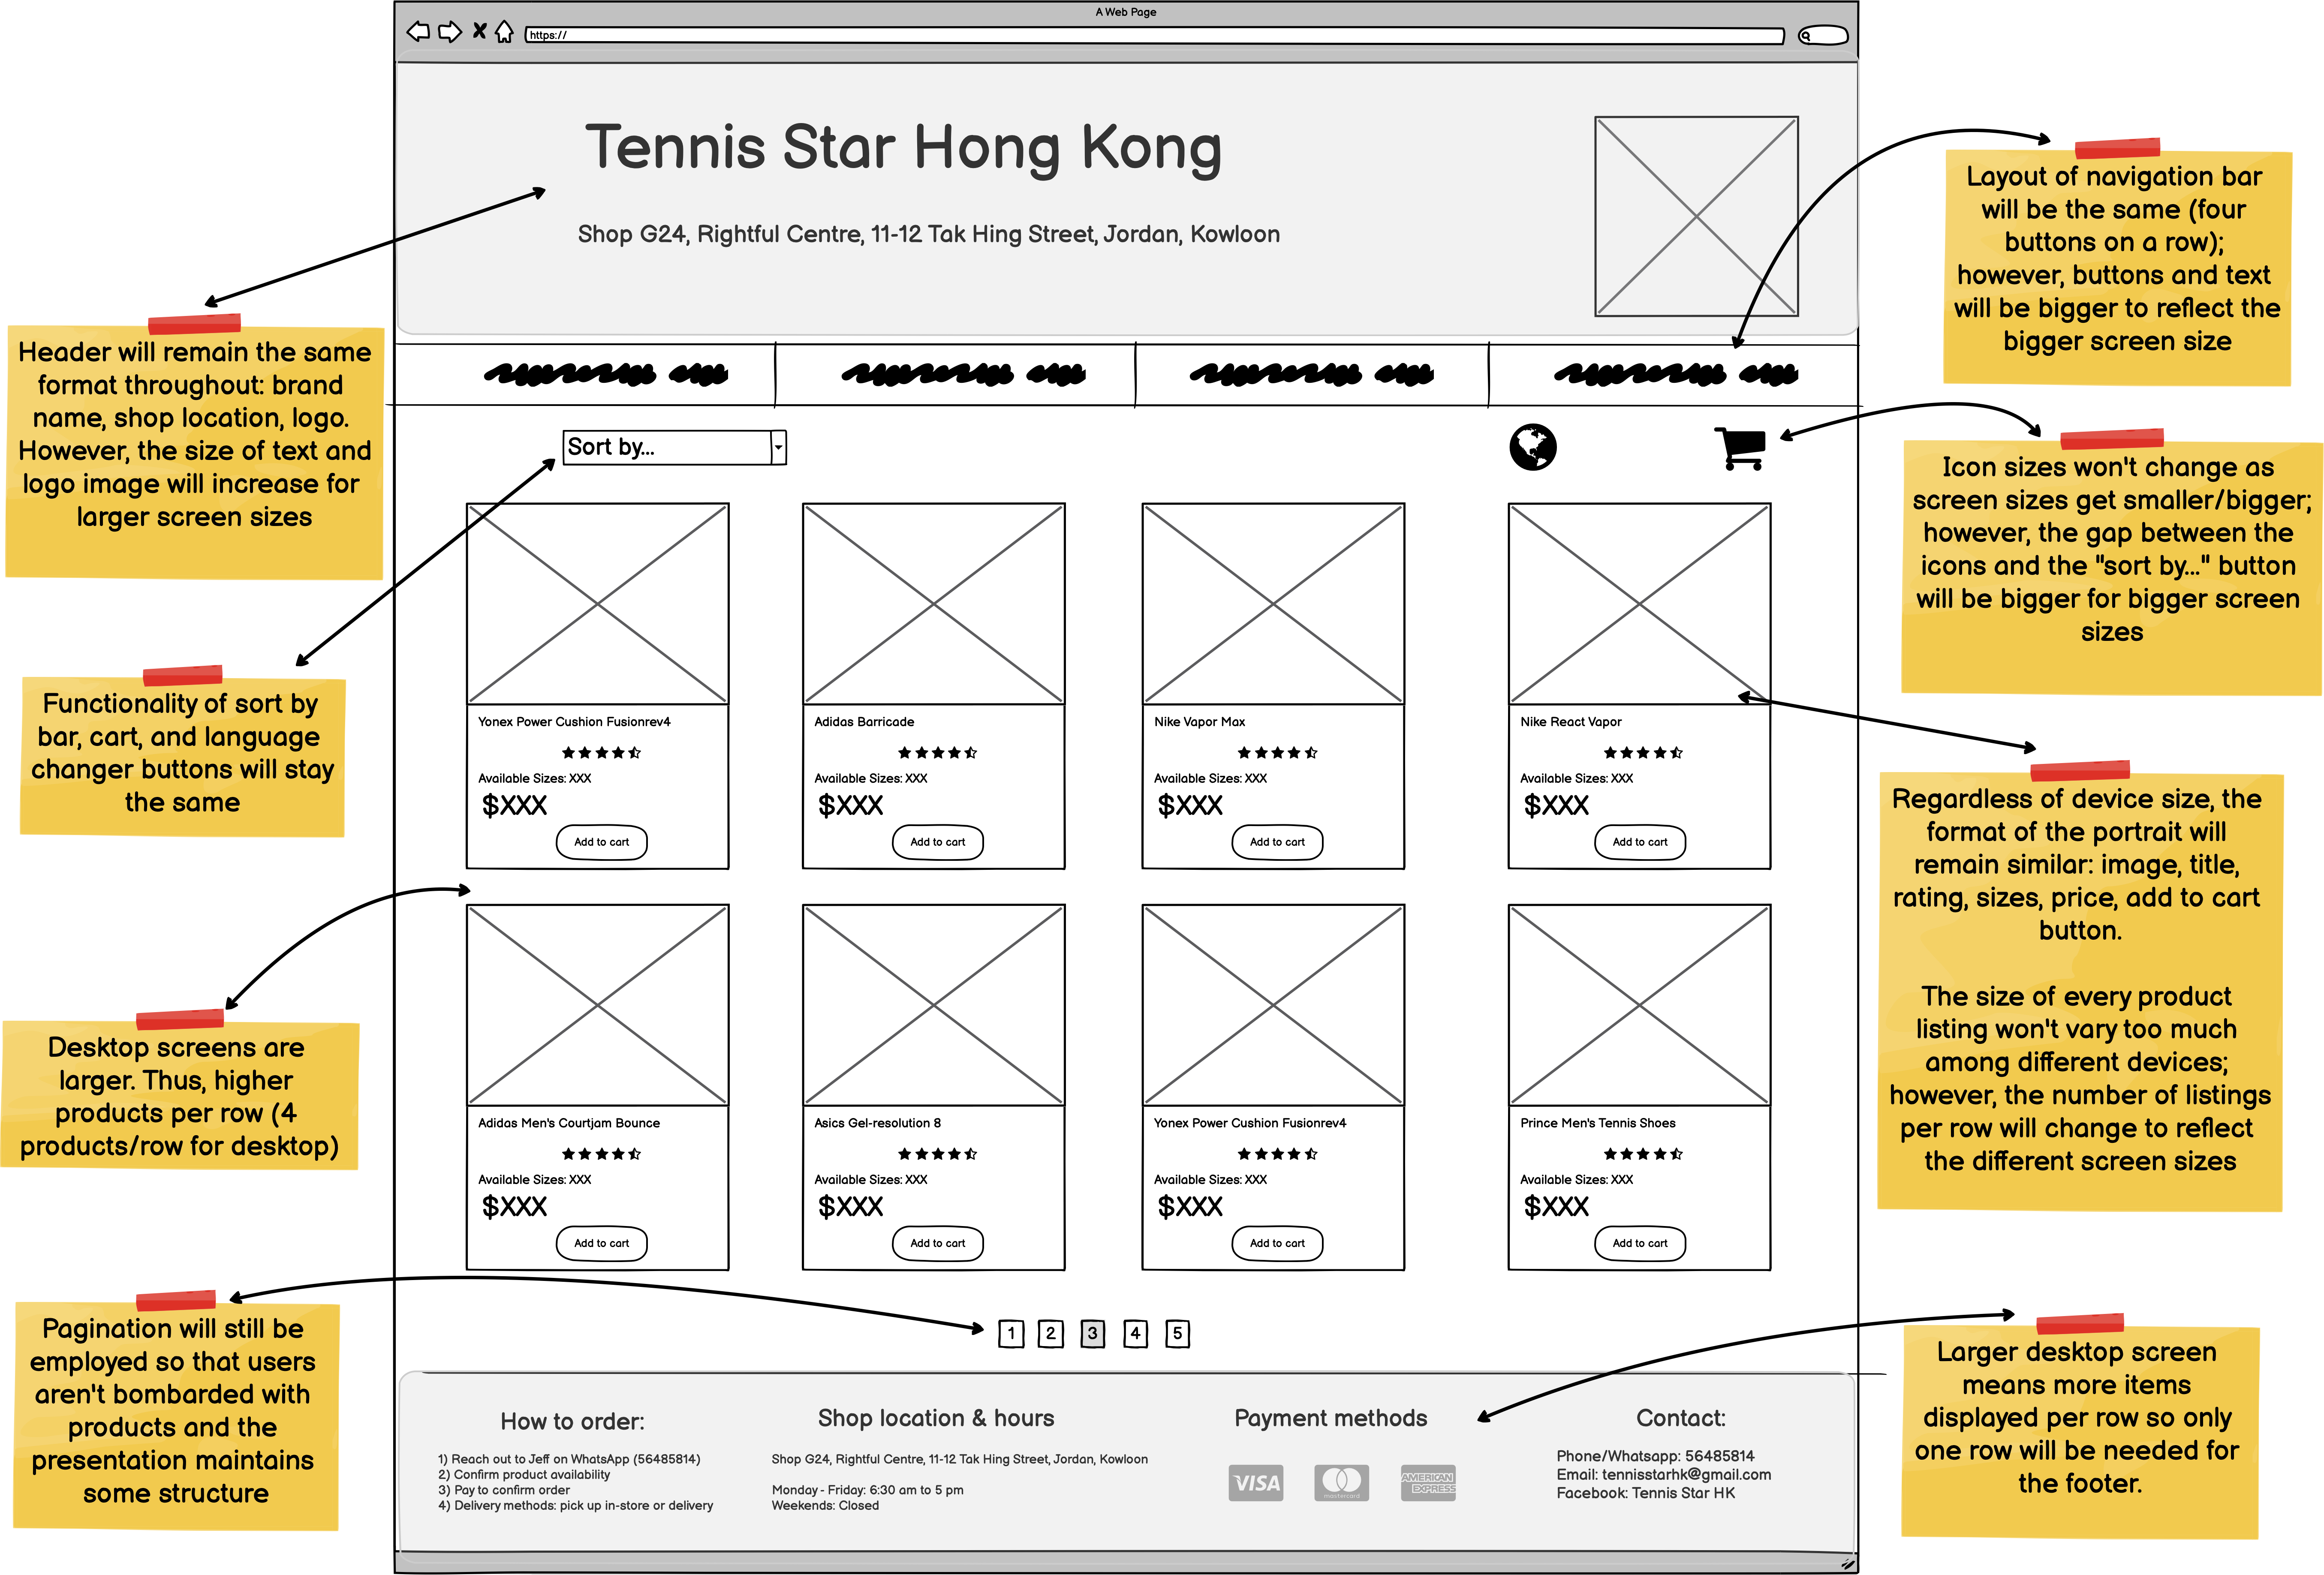 A Web Page
https://
Tennis Star Hong Kong
Shop G24, Rightful Centre, 11-12 Tak Hing Street, Jordan, Kowloon
Header will remain the same
format throughout: brand
name, shop location, logo.
However, the size of text and
logo image will increase for
larger screen sizes
Layout of navigation bar
will be the same (four
buttons on a row);
however, buttons and text
will be bigger to reflect the
bigger screen size
Sort by...
Icon sizes won't change as
screen sizes get smaller/bigger;
however, the gap between the
icons and the "sort by..." button
will be bigger for bigger screen
sizes
Functionality of sort by
bar, cart, and language
changer buttons will stay
the same
Yonex Power Cushion Fusionrev4
Available Sizes: XXX
$XXX
Add to cart
Adidas Barricade
Available Sizes: XXX
$XXX
Add to cart
Nike Vapor Max
Available Sizes: XXX
$XXX
Add to cart
Nike React Vapor
Available Sizes: XXX
$XXX
Add to cart
Regardless of device size, the
format of the portrait will
remain similar: image, title,
rating, sizes, price, add to cart
button.
The size of every product
listing won't vary too much
among different devices;
however, the number of listings
per row will change to reflect
the different screen sizes
Desktop screens are
larger. Thus, higher
products per row (4
products/row for desktop)
Adidas Men's Courtjam Bounce
Available Sizes: XXX
$XXX
Add to cart
Asics Gel-resolution 8
Available Sizes: XXX
$XXX
Add to cart
Yonex Power Cushion Fusionrev4
Available Sizes: XXX
$XXX
Add to cart
Prince Men's Tennis Shoes
Available Sizes: XXX
$XXX
Add to cart
Pagination will still be
employed so that users
aren't bombarded with
products and the
presentation maintains
some structure
1 2 3 4 5
Larger desktop screen
means more items
displayed per row so only
one row will be needed for
the footer.
How to order:
1) Reach out to Jeff on WhatsApp (56485814)
2) Confirm product availability
3) Pay to confirm order
4) Delivery methods: pick up in-store or delivery
Shop location & hours
Shop G24, Rightful Centre, 11-12 Tak Hing Street, Jordan, Kowloon
Monday - Friday: 6:30 am to 5 pm
Weekends: Closed
Payment methods
VISA
mastercard
AMERICAN
EXPRESS
Contact:
Phone/Whatsapp: 56485814
Email: tennisstarhk@gmail.com
Facebook: Tennis Star HK